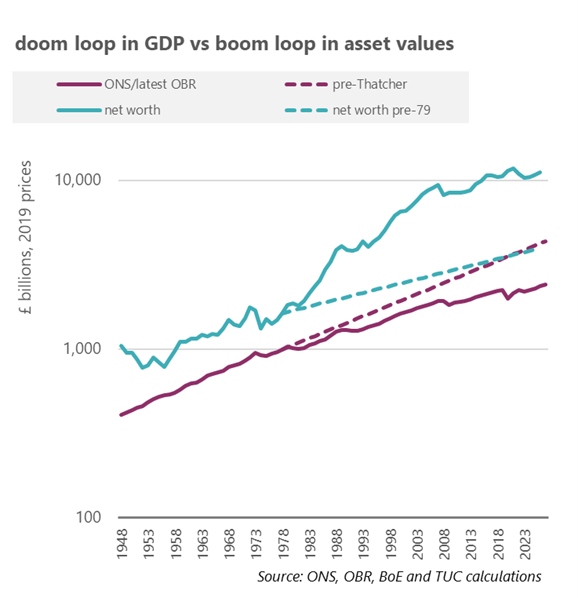 doom loop in GDP vs boom loop in asset values
ONS/latest OBR
pre-Thatcher
net worth
net worth pre-79
£ billions, 2019 prices
10,000
1,000
100
1948
1953
1958
1963
1968
1973
1978
1983
1988
1993
1998
2003
2008
2013
2018
2023
Source: ONS, OBR, BoE and TUC calculations